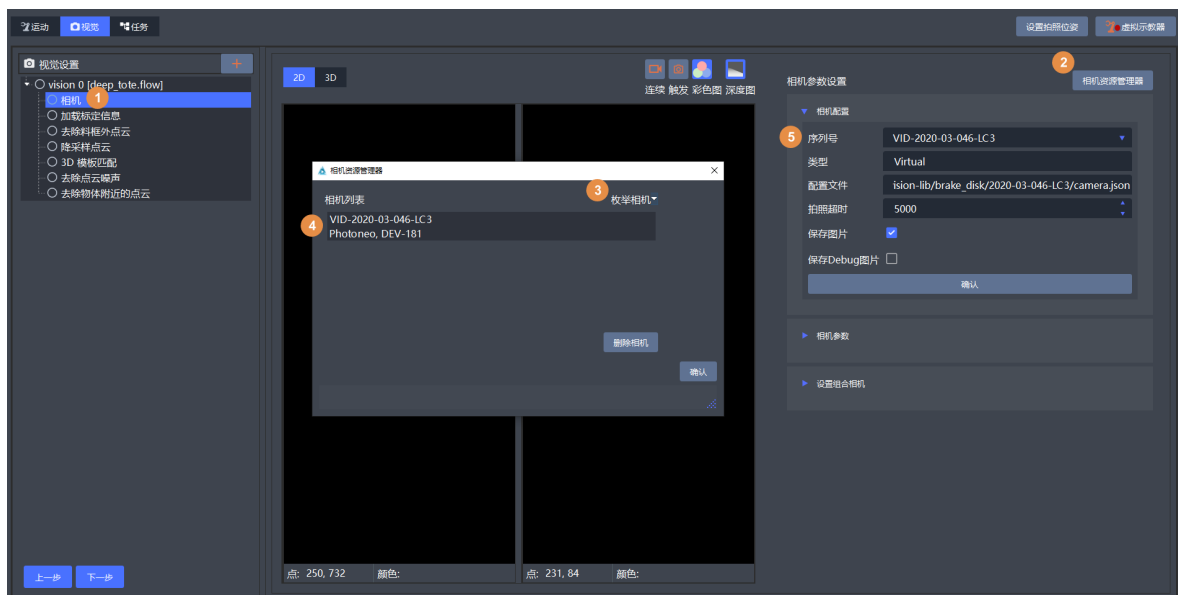 运动 视觉 任务 设置拍照位姿 虚拟示教器
视觉设置 +
vision 0 [deep_tote.flow]
相机 1
加载标定信息
去除料框外点云
降采样点云
3D 模板匹配
去除点云噪声
去除物体附近的点云
上一步 下一步
2D 3D
连续 触发 彩色图 深度图
相机资源管理器
相机列表 3 枚举相机
4 VID-2020-03-046-LC3
Photoneo, DEV-181
删除相机
确认
点: 250, 732 颜色: 点: 231, 84 颜色:
2
相机参数设置 相机资源管理器
相机配置
5 序列号 VID-2020-03-046-LC3
类型 Virtual
配置文件 ision-lib/brake_disk/2020-03-046-LC3/camera.json
拍照超时 5000
保存图片
保存Debug图片
确认
相机参数
设置组合相机